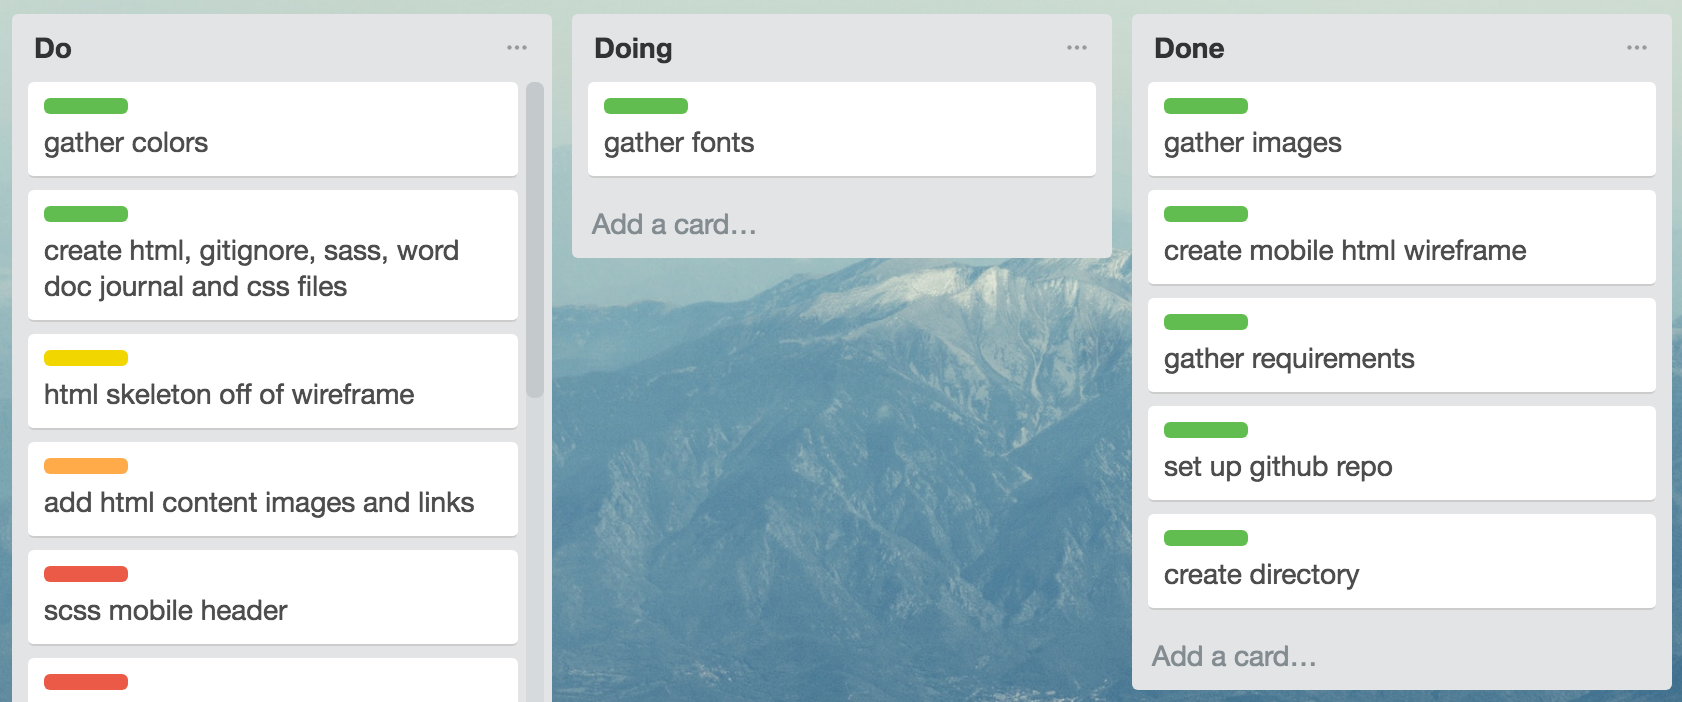 Do
gather colors
create html, gitignore, sass, word
doc journal and css files
html skeleton off of wireframe
add html content images and links
scss mobile header
Doing
gather fonts
Add a card…
Done
gather images
create mobile html wireframe
gather requirements
set up github repo
create directory
Add a card…